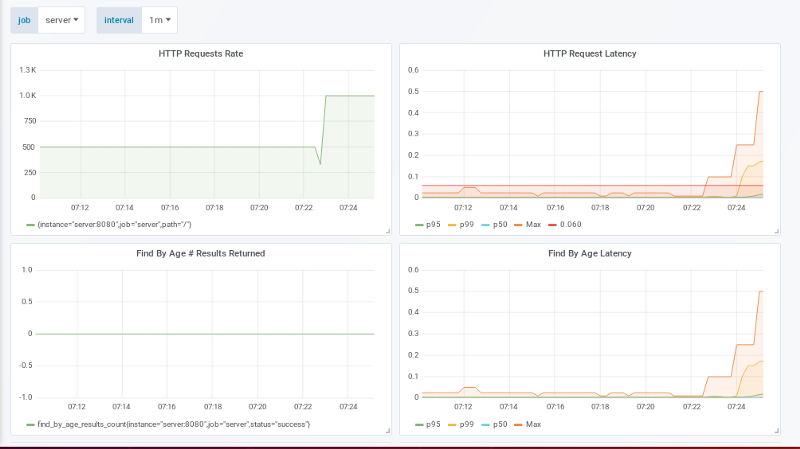 job server interval 1m
HTTP Requests Rate
1.3 K
1.0 K
750
500
250
0
07:12 07:14 07:16 07:18 07:20 07:22 07:24
{instance="server:8080",job="server",path="/"}
HTTP Request Latency
0.6
0.5
0.4
0.3
0.2
0.1
0
07:12 07:14 07:16 07:18 07:20 07:22 07:24
p95 p99 p50 Max 0.060
Find By Age # Results Returned
1.0
0.5
0
-0.5
-1.0
07:12 07:14 07:16 07:18 07:20 07:22 07:24
find_by_age_results_count{instance="server:8080",job="server",status="success"}
Find By Age Latency
0.6
0.5
0.4
0.3
0.2
0.1
0
07:12 07:14 07:16 07:18 07:20 07:22 07:24
p95 p99 p50 Max